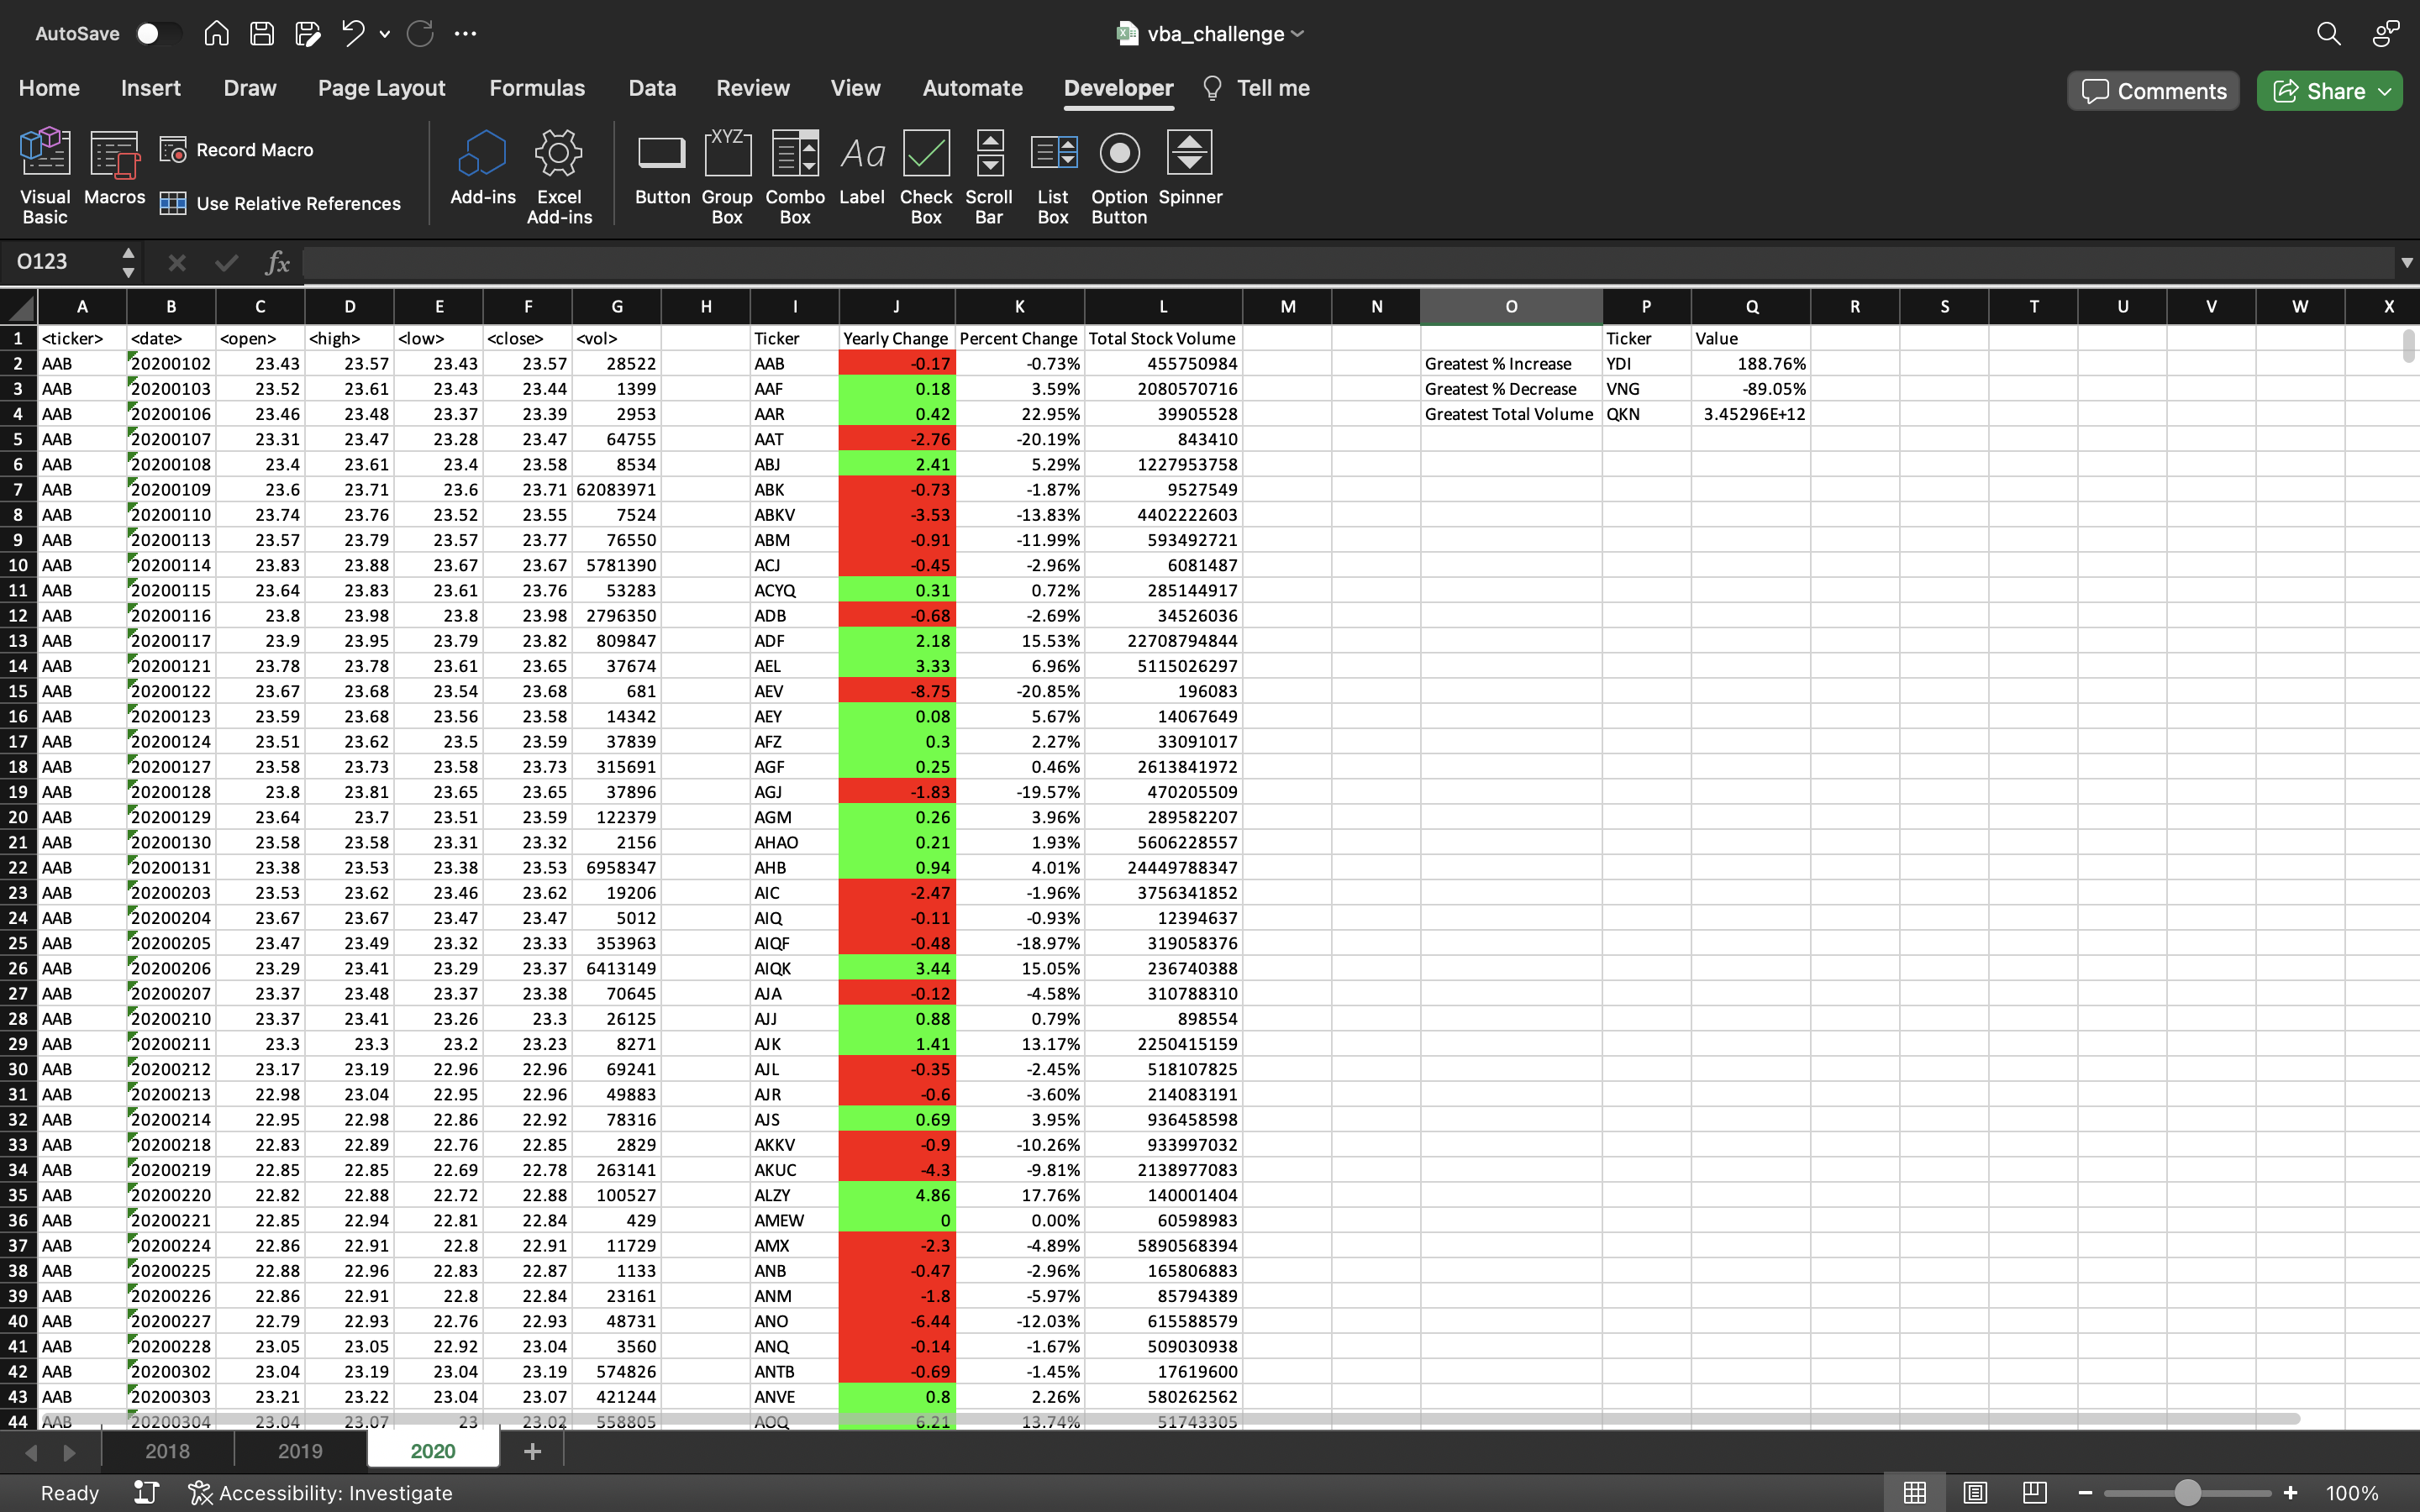 AutoSave vba_challenge
Home Insert Draw Page Layout Formulas Data Review View Automate Developer Tell me Comments Share
Visual Basic Macros Record Macro Use Relative References Add-ins Excel Add-ins XYZ Aa Button Group Box Combo Box Label Check Box Scroll Bar List Box Option Button Spinner
O123 fx
A B C D E F G H I J K L M N O P Q R S T U V W X
1 <ticker> <date> <open> <high> <low> <close> <vol> Ticker Yearly Change Percent Change Total Stock Volume Ticker Value
2 AAB 20200102 23.43 23.57 23.43 23.57 28522 AAB -0.17 -0.73% 455750984 Greatest % Increase YDI 188.76%
3 AAB 20200103 23.52 23.61 23.43 23.44 1399 AAF 0.18 3.59% 2080570716 Greatest % Decrease VNG -89.05%
4 AAB 20200106 23.46 23.48 23.37 23.39 2953 AAR 0.42 22.95% 39905528 Greatest Total Volume QKN 3.45296E+12
5 AAB 20200107 23.31 23.47 23.28 23.47 64755 AAT -2.76 -20.19% 843410
6 AAB 20200108 23.4 23.61 23.4 23.58 8534 ABJ 2.41 5.29% 1227953758
7 AAB 20200109 23.6 23.71 23.6 23.71 62083971 ABK -0.73 -1.87% 9527549
8 AAB 20200110 23.74 23.76 23.52 23.55 7524 ABKV -3.53 -13.83% 4402222603
9 AAB 20200113 23.57 23.79 23.57 23.77 76550 ABM -0.91 -11.99% 593492721
10 AAB 20200114 23.83 23.88 23.67 23.67 5781390 ACJ -0.45 -2.96% 6081487
11 AAB 20200115 23.64 23.83 23.61 23.76 53283 ACYQ 0.31 0.72% 285144917
12 AAB 20200116 23.8 23.98 23.8 23.98 2796350 ADB -0.68 -2.69% 34526036
13 AAB 20200117 23.9 23.95 23.79 23.82 809847 ADF 2.18 15.53% 22708794844
14 AAB 20200121 23.78 23.78 23.61 23.65 37674 AEL 3.33 6.96% 5115026297
15 AAB 20200122 23.67 23.68 23.54 23.68 681 AEV -8.75 -20.85% 196083
16 AAB 20200123 23.59 23.68 23.56 23.58 14342 AEY 0.08 5.67% 14067649
17 AAB 20200124 23.51 23.62 23.5 23.59 37839 AFZ 0.3 2.27% 33091017
18 AAB 20200127 23.58 23.73 23.58 23.73 315691 AGF 0.25 0.46% 2613841972
19 AAB 20200128 23.8 23.81 23.65 23.65 37896 AGJ -1.83 -19.57% 470205509
20 AAB 20200129 23.64 23.7 23.51 23.59 122379 AGM 0.26 3.96% 289582207
21 AAB 20200130 23.58 23.58 23.31 23.32 2156 AHAO 0.21 1.93% 5606228557
22 AAB 20200131 23.38 23.53 23.38 23.53 6958347 AHB 0.94 4.01% 24449788347
23 AAB 20200203 23.53 23.62 23.46 23.62 19206 AIC -2.47 -1.96% 3756341852
24 AAB 20200204 23.67 23.67 23.47 23.47 5012 AIQ -0.11 -0.93% 12394637
25 AAB 20200205 23.47 23.49 23.32 23.33 353963 AIQF -0.48 -18.97% 319058376
26 AAB 20200206 23.29 23.41 23.29 23.37 6413149 AIQK 3.44 15.05% 236740388
27 AAB 20200207 23.37 23.48 23.37 23.38 70645 AJA -0.12 -4.58% 310788310
28 AAB 20200210 23.37 23.41 23.26 23.3 26125 AJJ 0.88 0.79% 898554
29 AAB 20200211 23.3 23.3 23.2 23.23 8271 AJK 1.41 13.17% 2250415159
30 AAB 20200212 23.17 23.19 22.96 22.96 69241 AJL -0.35 -2.45% 518107825
31 AAB 20200213 22.98 23.04 22.95 22.96 49883 AJR -0.6 -3.60% 214083191
32 AAB 20200214 22.95 22.98 22.86 22.92 78316 AJS 0.69 3.95% 936458598
33 AAB 20200218 22.83 22.89 22.76 22.85 2829 AKKV -0.9 -10.26% 933997032
34 AAB 20200219 22.85 22.85 22.69 22.78 263141 AKUC -4.3 -9.81% 2138977083
35 AAB 20200220 22.82 22.88 22.72 22.88 100527 ALZY 4.86 17.76% 140001404
36 AAB 20200221 22.85 22.94 22.81 22.84 429 AMEW 0 0.00% 60598983
37 AAB 20200224 22.86 22.91 22.8 22.91 11729 AMX -2.3 -4.89% 5890568394
38 AAB 20200225 22.88 22.96 22.83 22.87 1133 ANB -0.47 -2.96% 165806883
39 AAB 20200226 22.86 22.91 22.8 22.84 23161 ANM -1.8 -5.97% 85794389
40 AAB 20200227 22.79 22.93 22.76 22.93 48731 ANO -6.44 -12.03% 615588579
41 AAB 20200228 23.05 23.05 22.92 23.04 3560 ANQ -0.14 -1.67% 509030938
42 AAB 20200302 23.04 23.19 23.04 23.19 574826 ANTB -0.69 -1.45% 17619600
43 AAB 20200303 23.21 23.22 23.04 23.07 421244 ANVE 0.8 2.26% 580262562
44 AAB 20200304 23.04 23.07 23 23.02 558805 AOQ 6.21 13.74% 51743305
2018 2019 2020
Ready Accessibility: Investigate 100%